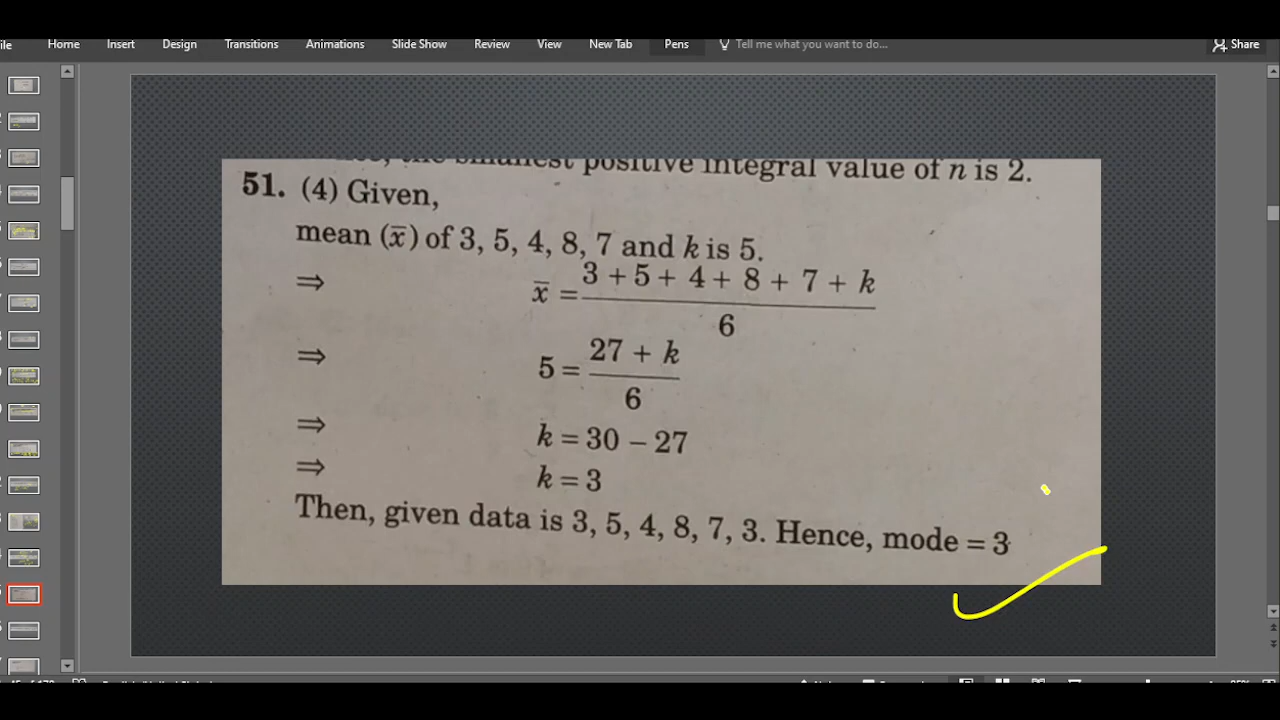 File Home Insert Design Transitions Animations Slide Show Review View New Tab Pens Tell me what you want to do... Share
the smallest positive integral value of n is 2.
51. (4) Given,
mean (x̅) of 3, 5, 4, 8, 7 and k is 5.
⇒ x̅ = 3 + 5 + 4 + 8 + 7 + k
6
⇒ 5 = 27 + k
6
⇒ k = 30 – 27
⇒ k = 3
Then, given data is 3, 5, 4, 8, 7, 3. Hence, mode = 3